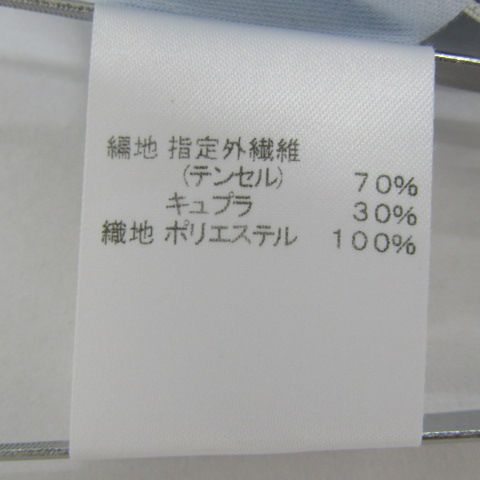 編地 指定外繊維
(テンセル) 70%
キュプラ 30%
織地 ポリエステル 100%